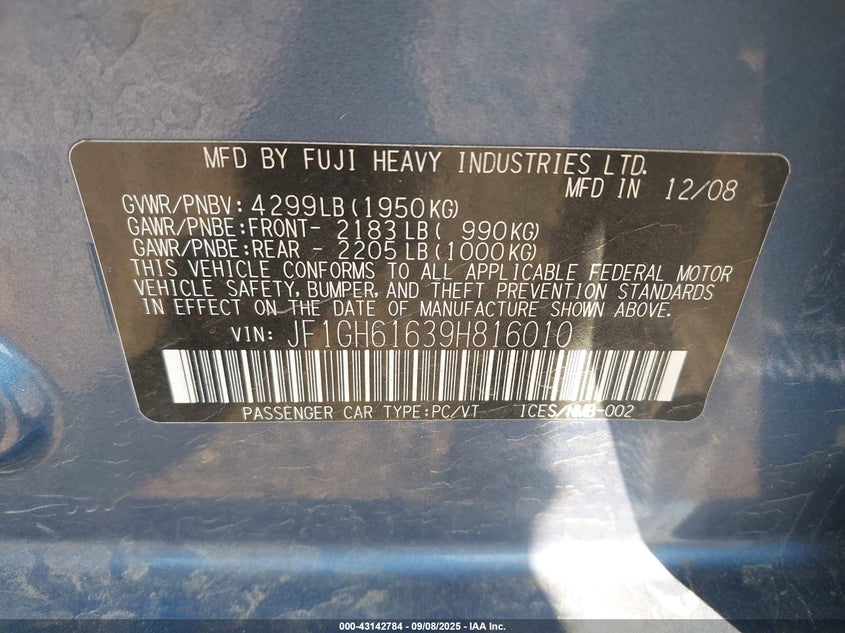 MFD BY FUJI HEAVY INDUSTRIES LTD.
MFD IN 12/08
GVWR/PNBV: 4299LB(1950KG)
GAWR/PNBE:FRONT- 2183LB( 990KG)
GAWR/PNBE:REAR - 2205LB(1000KG)
THIS VEHICLE CONFORMS TO ALL APPLICABLE FEDERAL MOTOR
VEHICLE SAFETY, BUMPER, AND THEFT PREVENTION STANDARDS
IN EFFECT ON THE DATE OF MANUFACTURE SHOWN ABOVE.
VIN: JF1GH61639H816010
PASSENGER CAR TYPE:PC/VT ICES/NMB-002
000-43142784 - 09/08/2025 - IAA Inc.